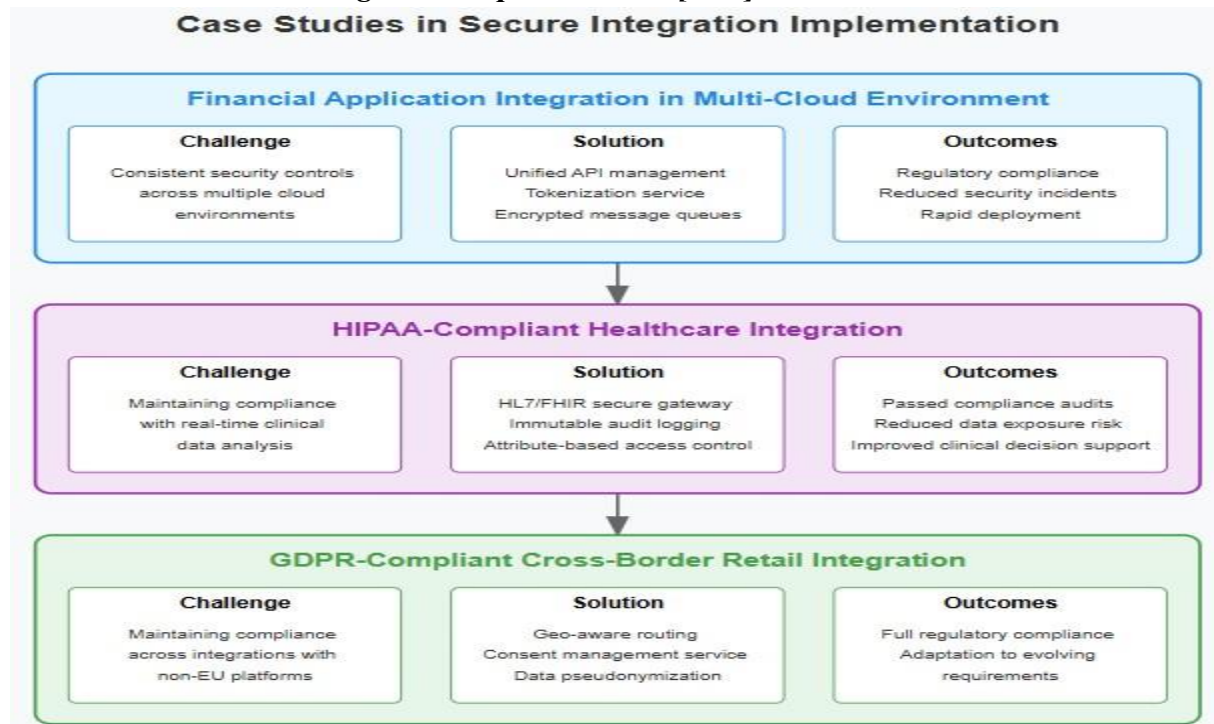 Case Studies in Secure Integration Implementation
Financial Application Integration in Multi-Cloud Environment
Challenge
Consistent security controls
across multiple cloud
environments
Solution
Unified API management
Tokenization service
Encrypted message queues
Outcomes
Regulatory compliance
Reduced security incidents
Rapid deployment
HIPAA-Compliant Healthcare Integration
Challenge
Maintaining compliance
with real-time clinical
data analysis
Solution
HL7/FHIR secure gateway
Immutable audit logging
Attribute-based access control
Outcomes
Passed compliance audits
Reduced data exposure risk
Improved clinical decision support
GDPR-Compliant Cross-Border Retail Integration
Challenge
Maintaining compliance
across integrations with
non-EU platforms
Solution
Geo-aware routing
Consent management service
Data pseudonymization
Outcomes
Full regulatory compliance
Adaptation to evolving
requirements